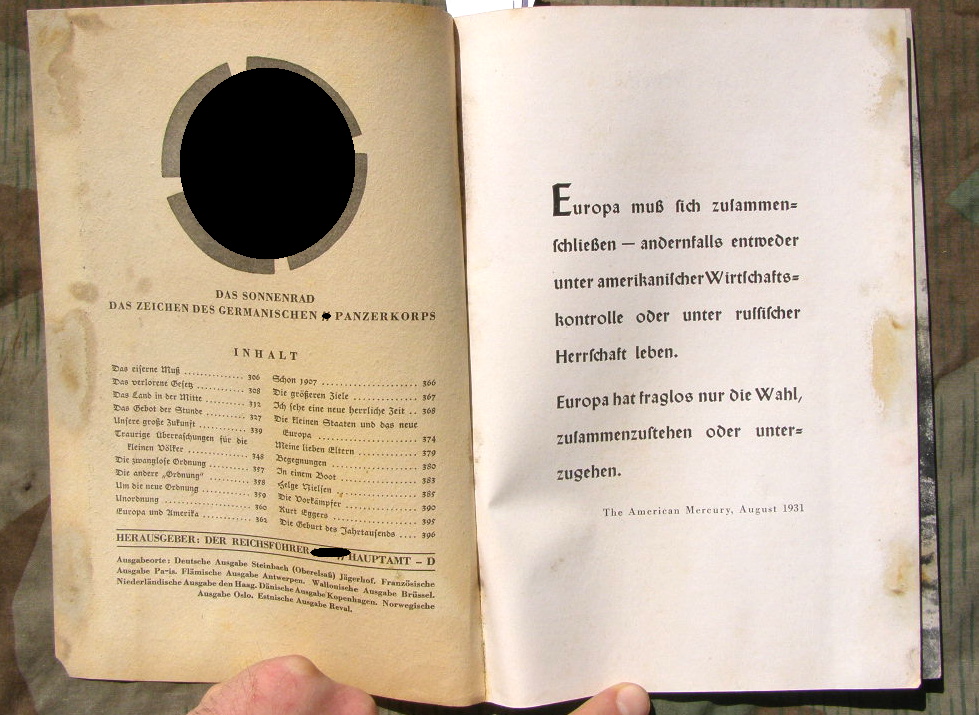 DAS SONNENRAD
DAS ZEICHEN DES GERMANISCHEN PANZERKORPS
INHALT
Das eiſerne Muß .......... 306
Das verlorene Geſetz .......... 308
Das Land in der Mitte .......... 312
Das Gebot der Stunde .......... 327
Unſere große Zukunft .......... 339
Traurige Überraſchungen für die
kleinen Völker .......... 348
Die zwangloſe Ordnung .......... 357
Die andere „Ordnung“ .......... 358
Um die neue Ordnung .......... 359
Unordnung .......... 360
Europa und Amerika .......... 362
Schon 1907 .......... 366
Die größeren Ziele .......... 367
Ich ſehe eine neue herrliche Zeit .. 368
Die kleinen Staaten und das neue
Europa .......... 374
Meine lieben Eltern .......... 379
Begegnungen .......... 380
In einem Boot .......... 383
Helge Nielſen .......... 385
Die Vorkämpfer .......... 390
Kurt Eggers .......... 395
Die Geburt des Jahrtauſends .... 396
HERAUSGEBER: DER REICHSFÜHRER HAUPTAMT – D
Ausgabeorte: Deutsche Ausgabe Steinbach (Oberelsaß) Jägerhof. Französische
Ausgabe Pa-is. Flämische Ausgabe Antwerpen. Wallonische Ausgabe Brüssel.
Niederländische Ausgabe den Haag. Dänische Ausgabe Kopenhagen. Norwegische
Ausgabe Oslo. Estnische Ausgabe Reval.
Europa muß ſich zuſammen=
ſchließen — andernfalls entweder
unter amerikaniſcher Wirtſchafts=
kontrolle oder unter ruſſiſcher
Herrſchaft leben.
Europa hat fraglos nur die Wahl,
zuſammenzuſtehen oder unter=
zugehen.
The American Mercury, August 1931